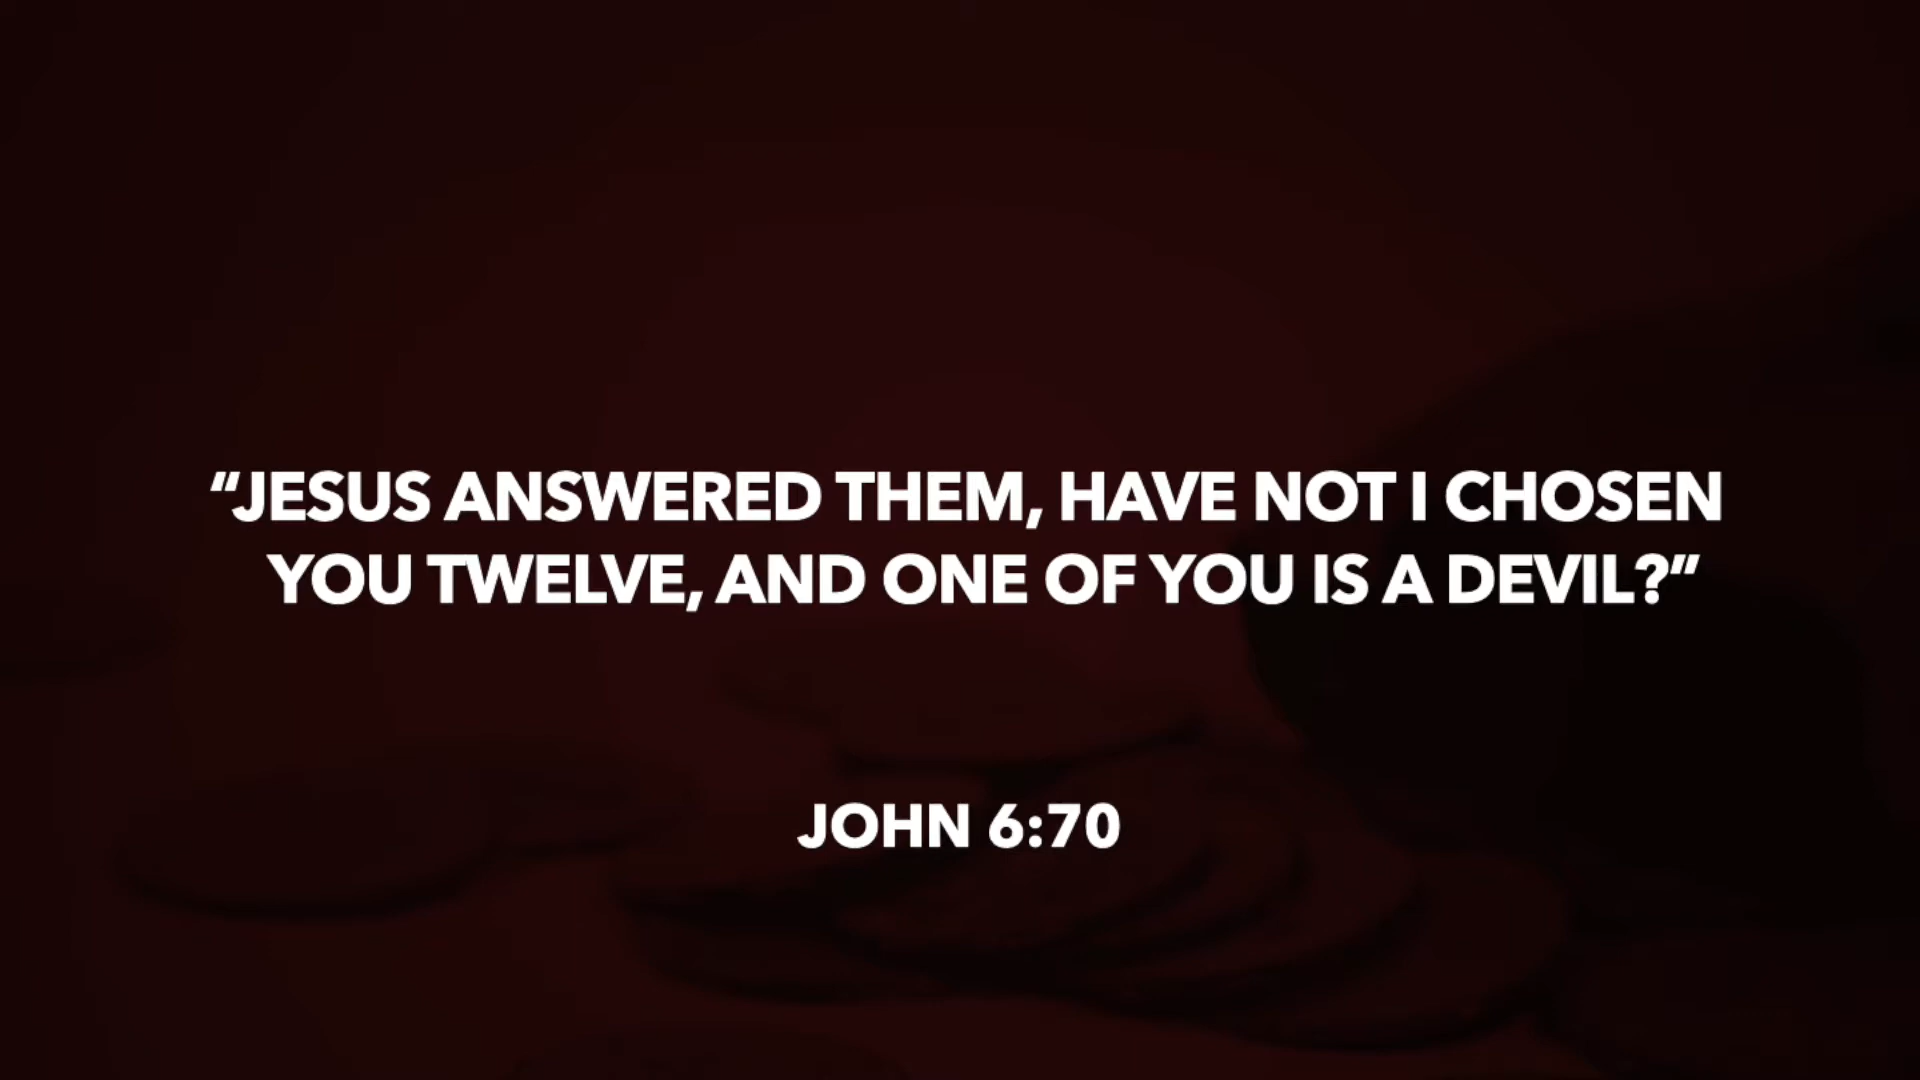 “JESUS ANSWERED THEM, HAVE NOT I CHOSEN
YOU TWELVE, AND ONE OF YOU IS A DEVIL?”
JOHN 6:70